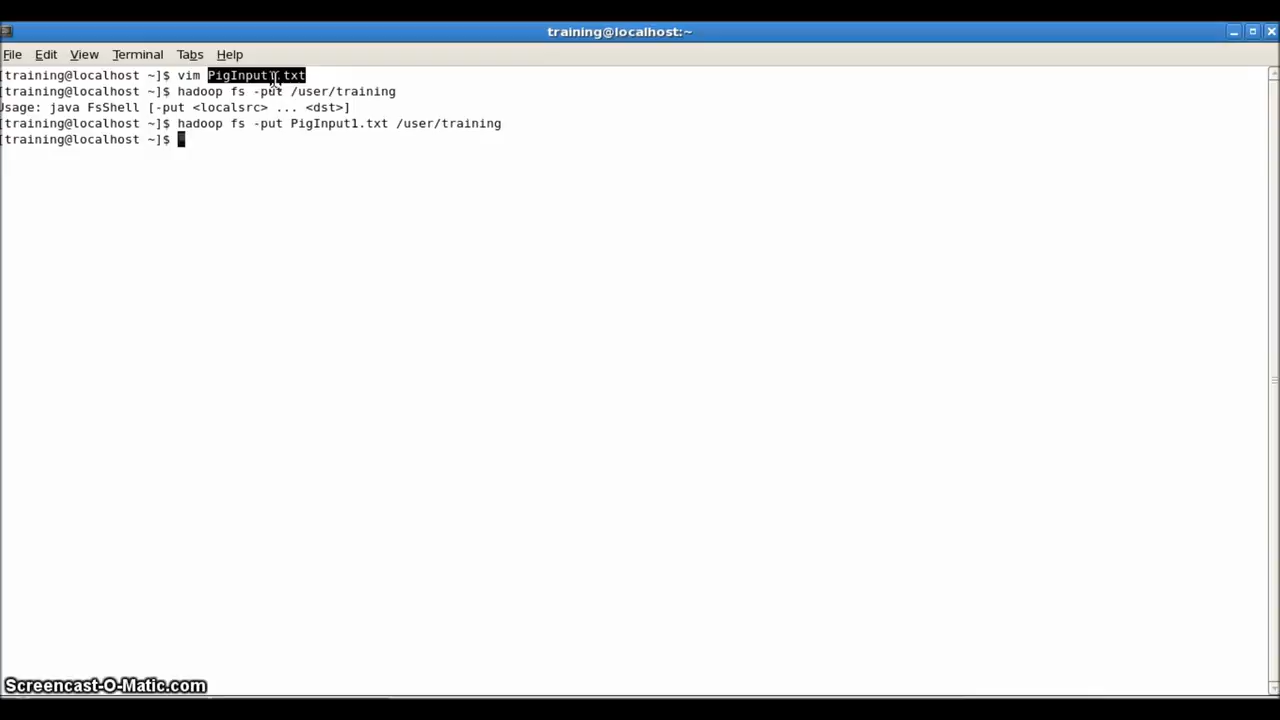 training@localhost:~
File Edit View Terminal Tabs Help
[training@localhost ~]$ vim PigInput1.txt
[training@localhost ~]$ hadoop fs -put /user/training
Usage: java FsShell [-put <localsrc> ... <dst>]
[training@localhost ~]$ hadoop fs -put PigInput1.txt /user/training
[training@localhost ~]$
Screencast-O-Matic.com